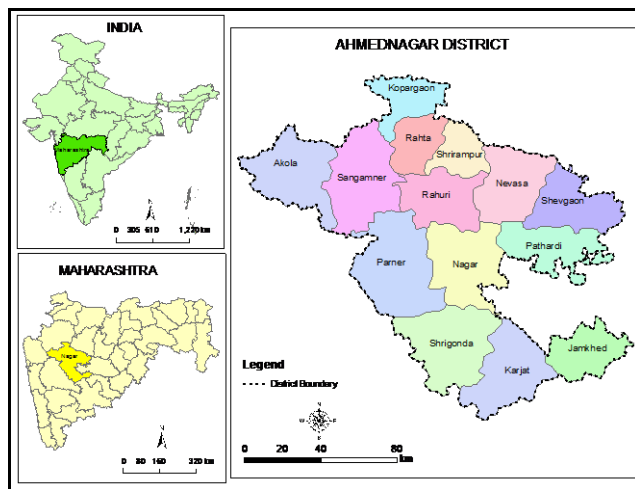 INDIA
Maharashtra
0 305 610 1,220 km
MAHARASHTRA
Nagar
0 80 160 320 km
AHMEDNAGAR DISTRICT
Kopargaon
Rahta
Shrirampur
Akola
Sangamner
Rahuri
Nevasa
Shevgaon
Pathardi
Parner
Nagar
Shrigonda
Jamkhed
Karjat
Legend
District Boundary
0 20 40 80
km